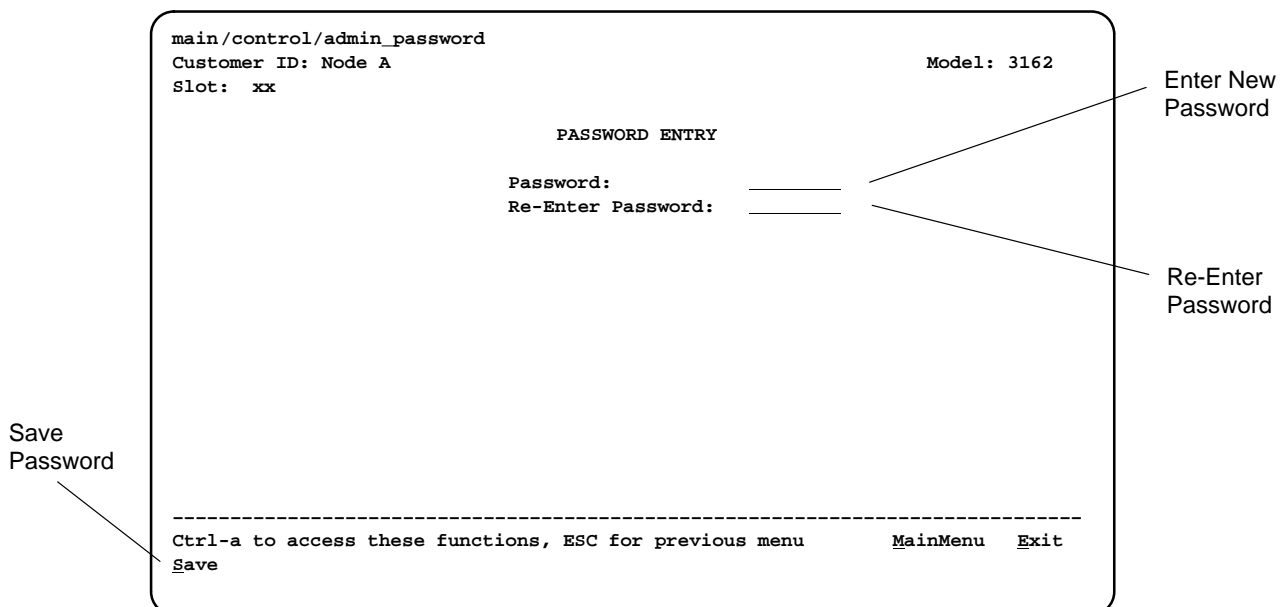 main/control/admin_password
Customer ID: Node A Model: 3162
Slot: xx
Enter New
Password
PASSWORD ENTRY
Password:
Re-Enter Password:
Re-Enter
Password
Save
Password
Ctrl-a to access these functions, ESC for previous menu MainMenu Exit
Save